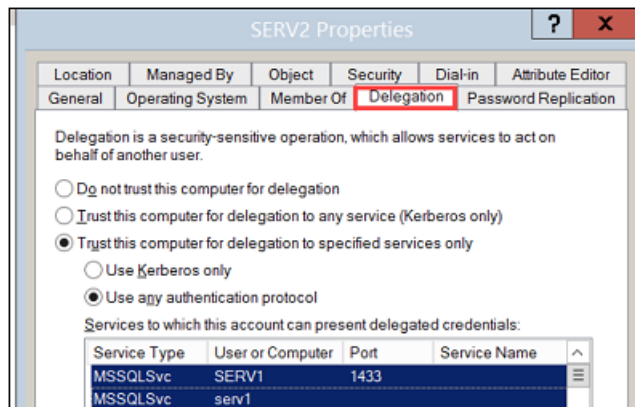 SERV2 Properties
?
X
Location Managed By Object Security Dial-in Attribute Editor
General Operating System Member Of Delegation Password Replication
Delegation is a security-sensitive operation, which allows services to act on
behalf of another user.
Do not trust this computer for delegation
Trust this computer for delegation to any service (Kerberos only)
Trust this computer for delegation to specified services only
Use Kerberos only
Use any authentication protocol
Services to which this account can present delegated credentials:
Service Type User or Computer Port Service Name
MSSQLSvc SERV1 1433
MSSQLSvc serv1